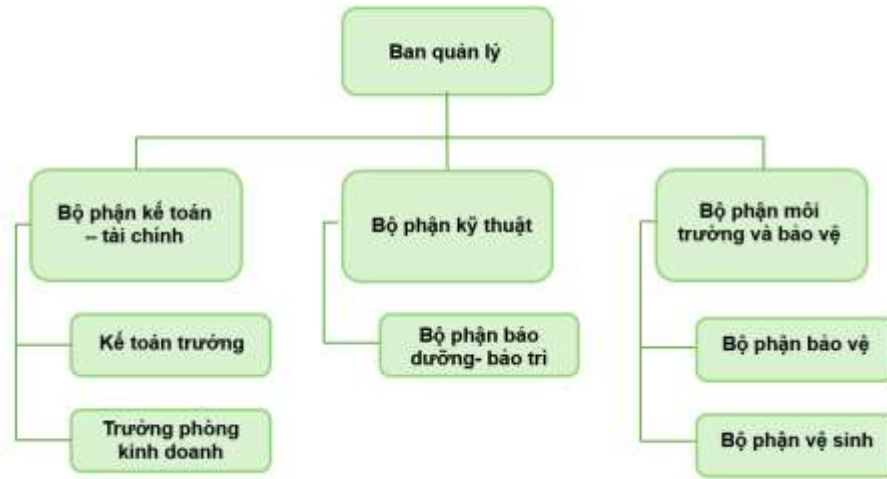 Ban quản lý
Bộ phận kế toán
– tài chính
Bộ phận kỹ thuật
Bộ phận môi
trường và bảo vệ
Kế toán trưởng
Bộ phận bảo
dưỡng- bảo trì
Bộ phận bảo vệ
Trưởng phòng
kinh doanh
Bộ phận vệ sinh